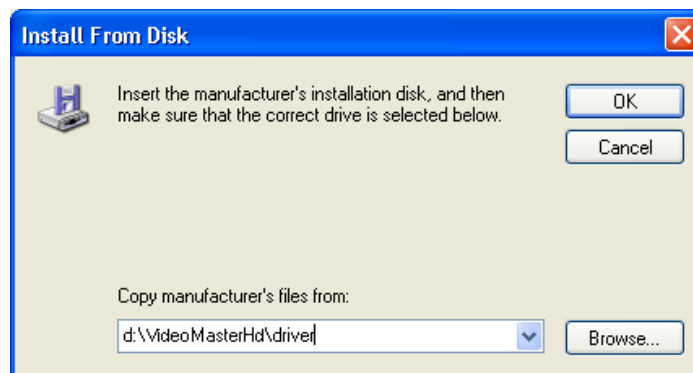 Install From Disk
Insert the manufacturer's installation disk, and then
make sure that the correct drive is selected below.
OK
Cancel
Copy manufacturer's files from:
d:\VideoMasterHd\driver
Browse...